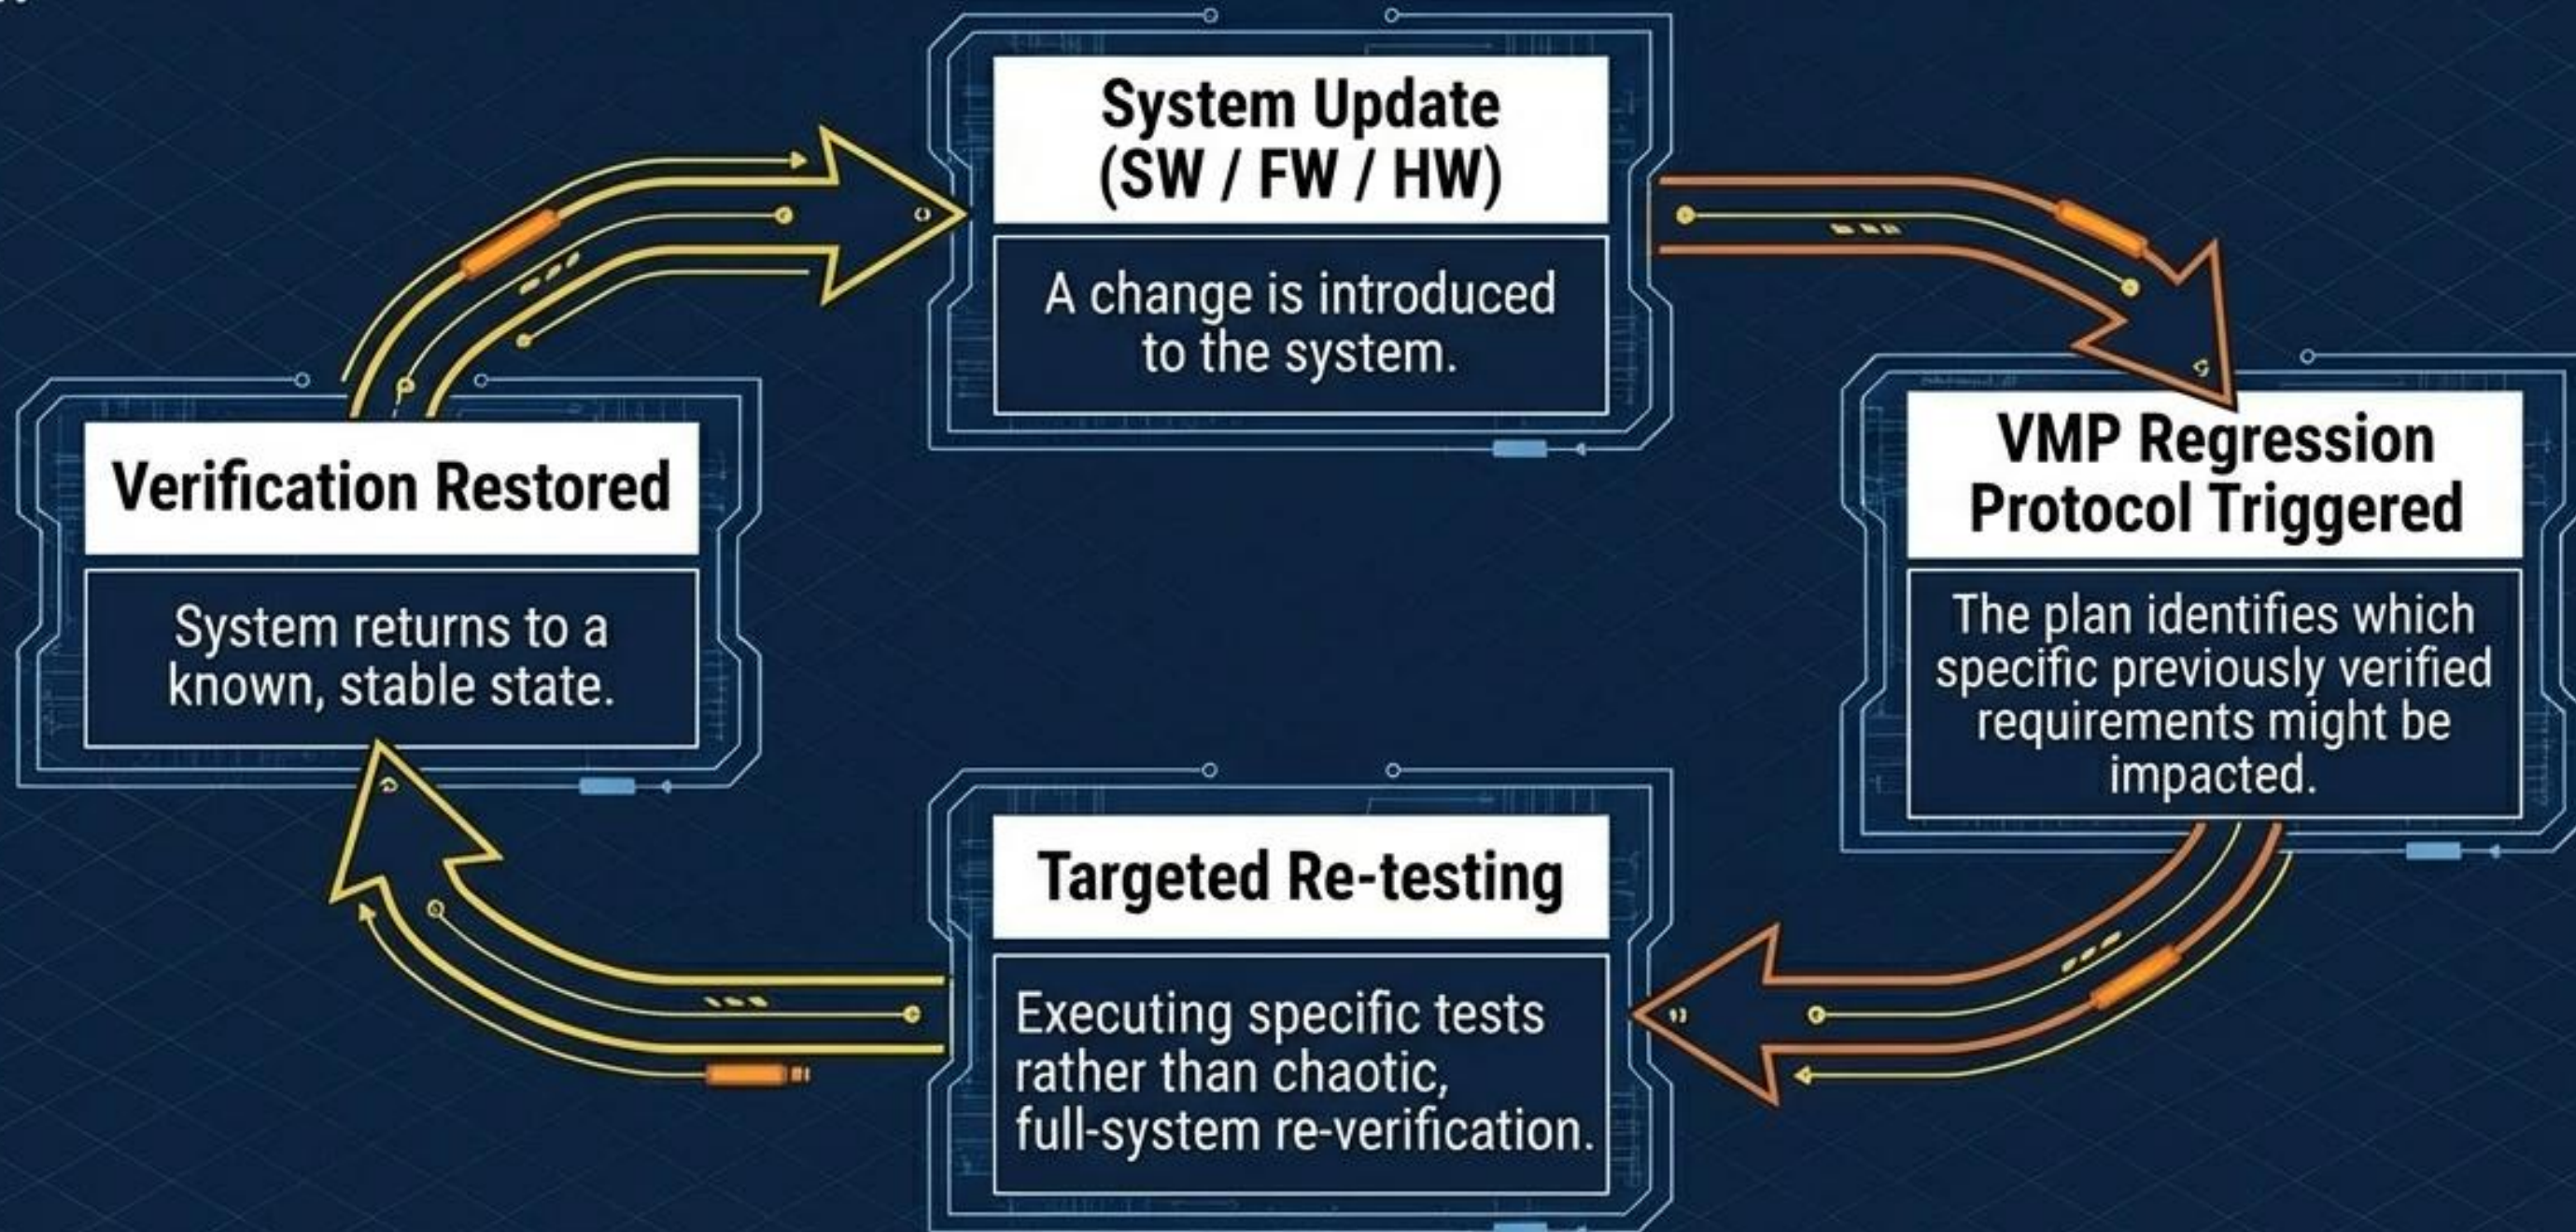 System Update
(SW / FW / HW)
A change is introduced
to the system.
VMP Regression
Protocol Triggered
The plan identifies which
specific previously verified
requirements might be
impacted.
Targeted Re-testing
Executing specific tests
rather than chaotic,
full-system re-verification.
Verification Restored
System returns to a
known, stable state.